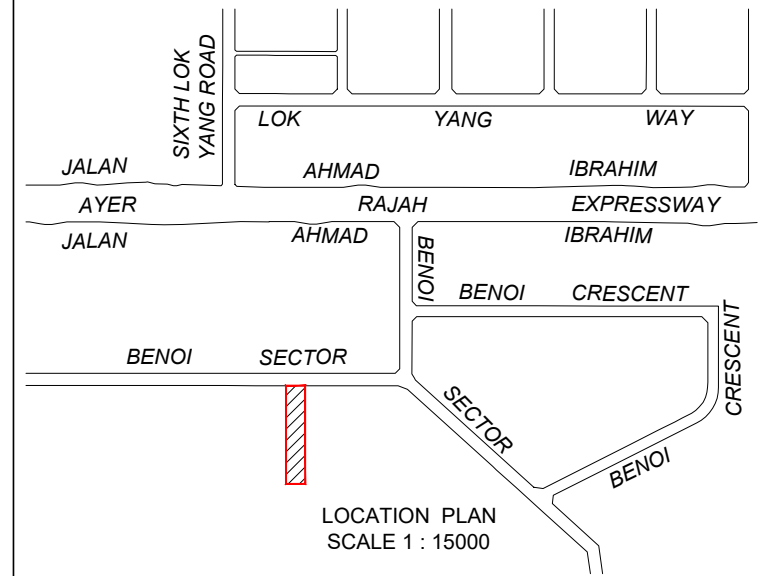 SIXTH LOK
YANG ROAD
LOK YANG WAY
JALAN AHMAD IBRAHIM
AYER RAJAH EXPRESSWAY
JALAN AHMAD IBRAHIM
BENOI
BENOI CRESCENT
CRESCENT
BENOI SECTOR
SECTOR
BENOI
LOCATION PLAN
SCALE 1 : 15000